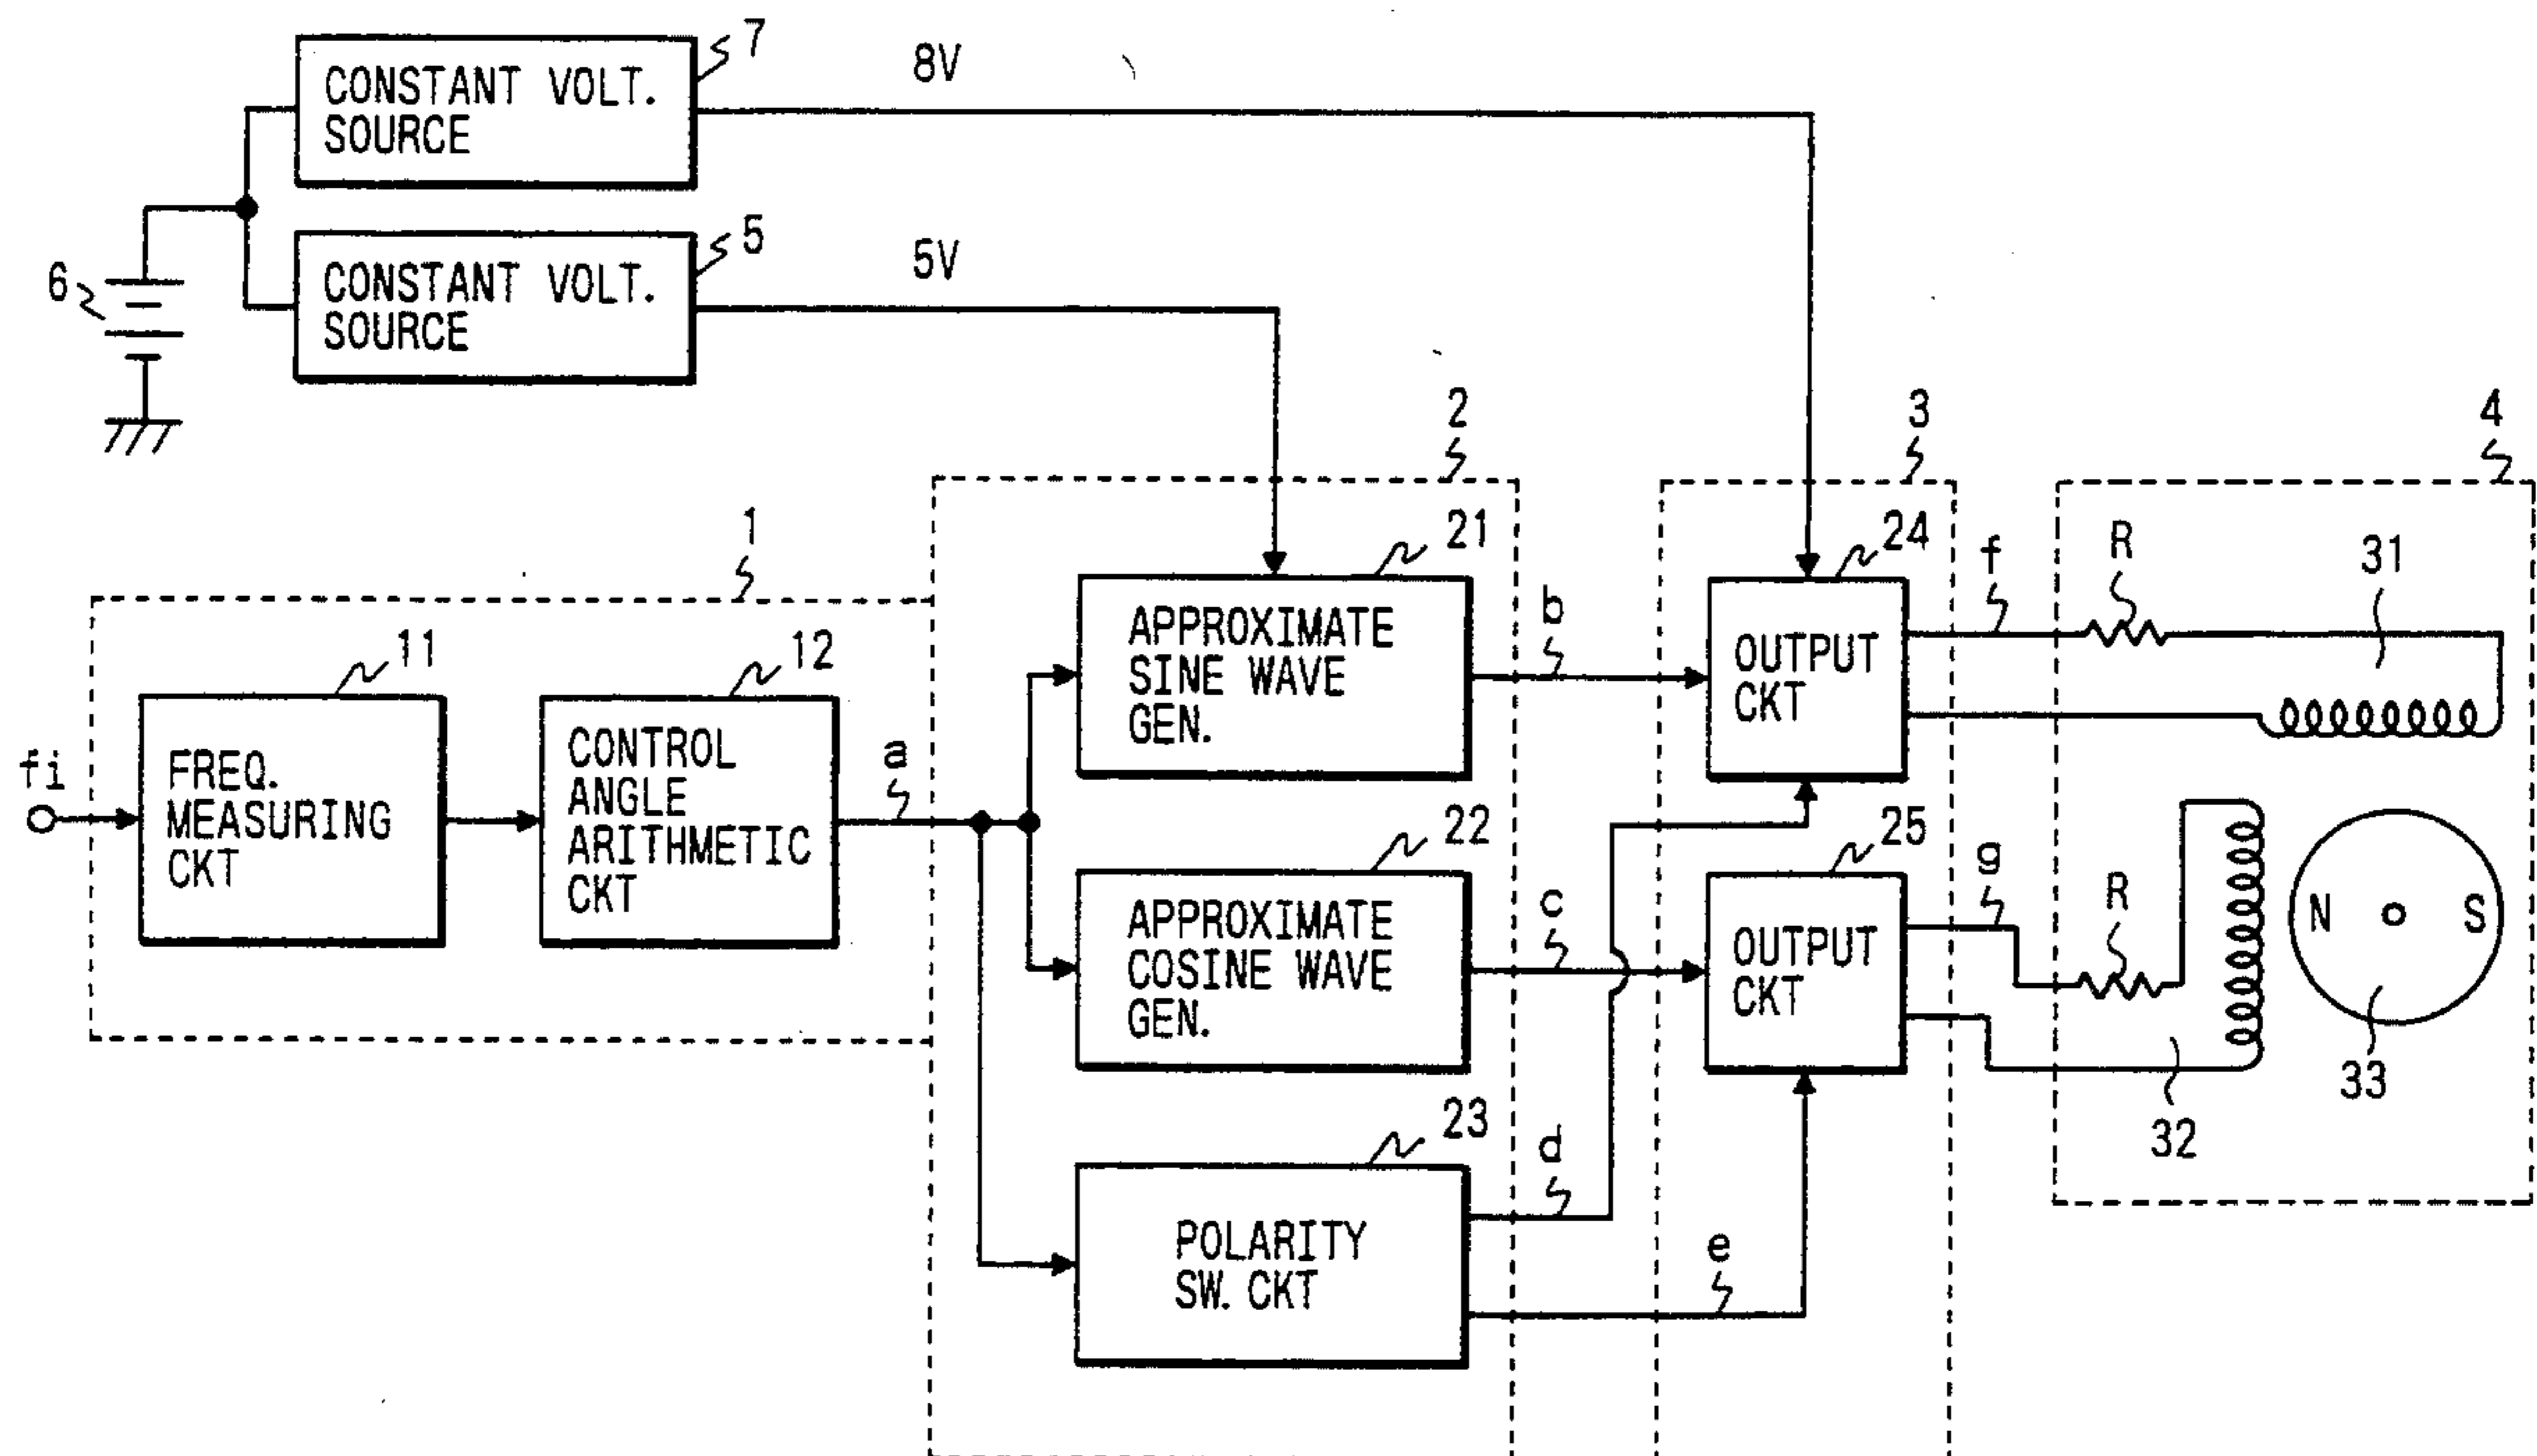 7
8V
CONSTANT VOLT.
SOURCE
5
5V
CONSTANT VOLT.
SOURCE
6
2
3
4
1
21
24
f
R
31
11
12
b
APPROXIMATE
SINE WAVE
GEN.
OUTPUT
CKT
fi
FREQ.
MEASURING
CKT
CONTROL
ANGLE
ARITHMETIC
CKT
a
22
25
g
R
c
APPROXIMATE
COSINE WAVE
GEN.
OUTPUT
CKT
N
S
33
32
23
d
e
POLARITY
SW. CKT